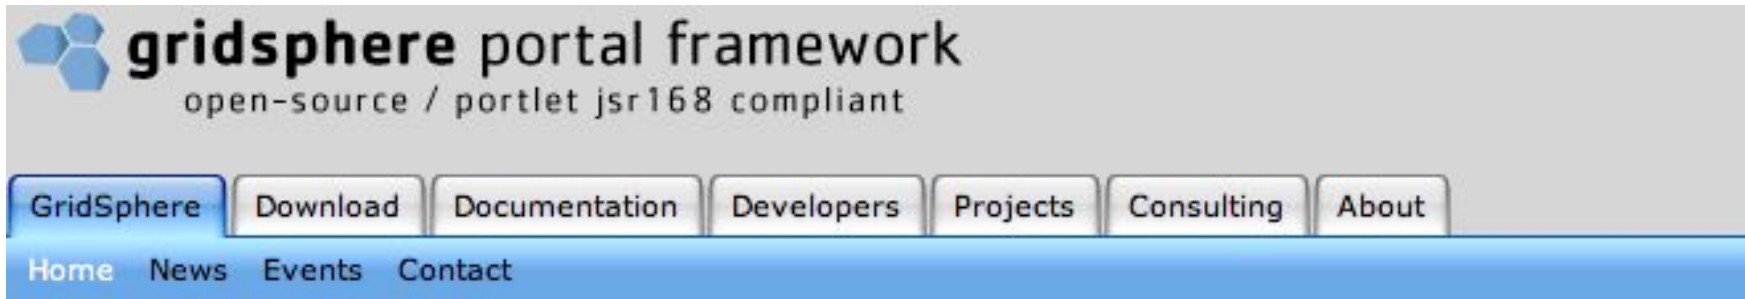 gridsphere portal framework
open-source / portlet jsr168 compliant
GridSphere Download Documentation Developers Projects Consulting About
Home News Events Contact